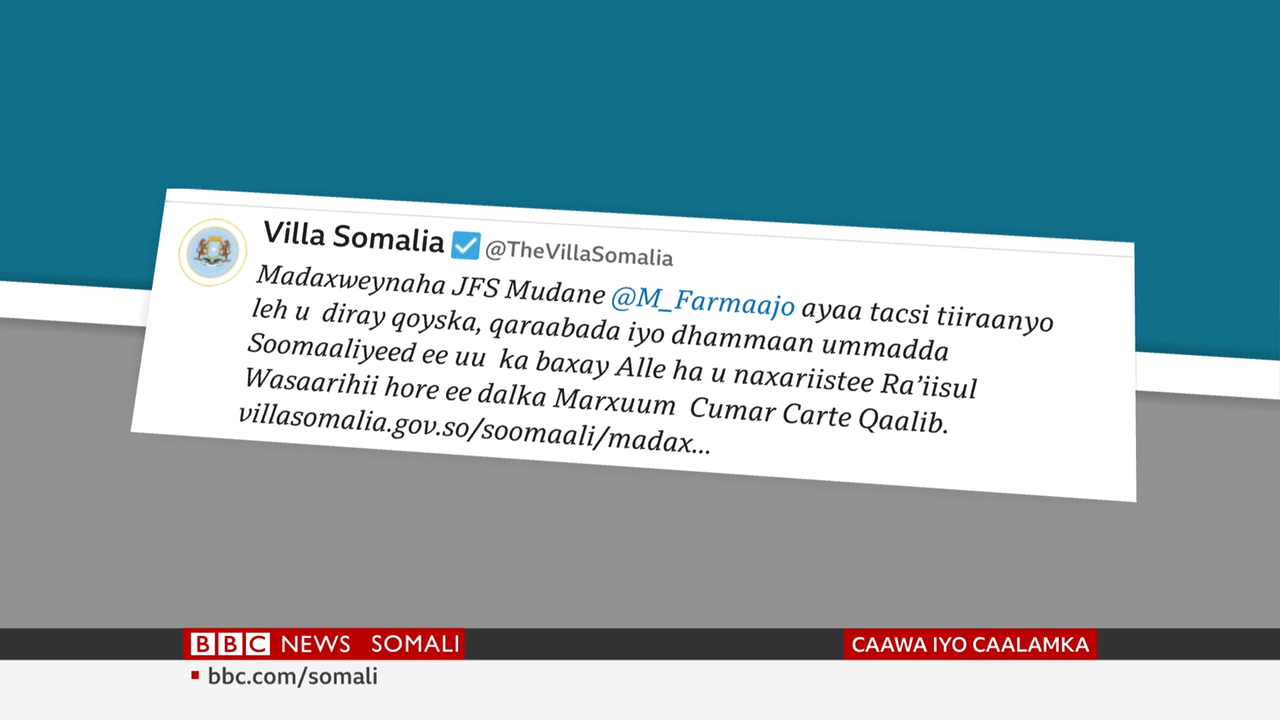 Villa Somalia @TheVillaSomalia
Madaxweynaha JFS Mudane @M_Farmaajo ayaa tacsi tiiraanyo
leh u diray qoyska, qaraabada iyo dhammaan ummadda
Soomaaliyeed ee uu ka baxay Alle ha u naxariistee Ra’iisul
Wasaarihii hore ee dalka Marxuum Cumar Carte Qaalib.
villasomalia.gov.so/soomaali/madax...
BBC NEWS SOMALI
CAAWA IYO CAALAMKA
bbc.com/somali